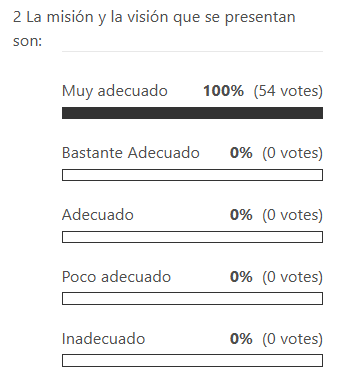 2 La misión y la visión que se presentan
son:
Muy adecuado 100% (54 votes)
Bastante Adecuado 0% (0 votes)
Adecuado 0% (0 votes)
Poco adecuado 0% (0 votes)
Inadecuado 0% (0 votes)